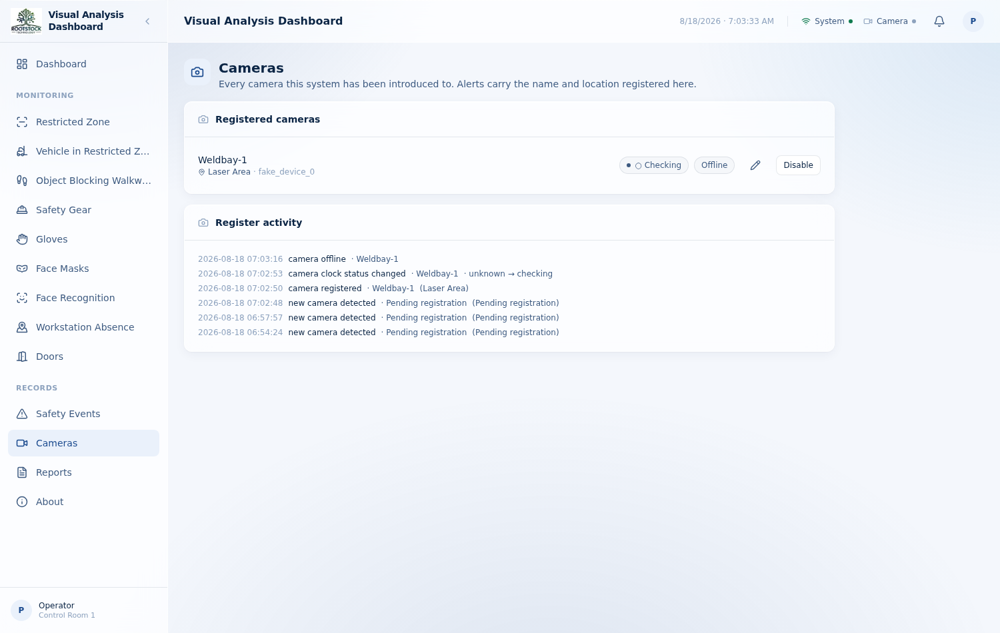 ROOTSTOCK
TECHNOLOGY
Visual Analysis
Dashboard
Visual Analysis Dashboard
8/18/2026 · 7:03:33 AM
System
Camera
P
Dashboard
MONITORING
Restricted Zone
Vehicle in Restricted Z...
Object Blocking Walkw...
Safety Gear
Gloves
Face Masks
Face Recognition
Workstation Absence
Doors
RECORDS
Safety Events
Cameras
Reports
About
P
Operator
Control Room 1
Cameras
Every camera this system has been introduced to. Alerts carry the name and location registered here.
Registered cameras
Weldbay-1
Laser Area · fake_device_0
○ Checking
Offline
Disable
Register activity
2026-08-18 07:03:16 camera offline · Weldbay-1
2026-08-18 07:02:53 camera clock status changed · Weldbay-1 · unknown → checking
2026-08-18 07:02:50 camera registered · Weldbay-1 (Laser Area)
2026-08-18 07:02:48 new camera detected · Pending registration (Pending registration)
2026-08-18 06:57:57 new camera detected · Pending registration (Pending registration)
2026-08-18 06:54:24 new camera detected · Pending registration (Pending registration)